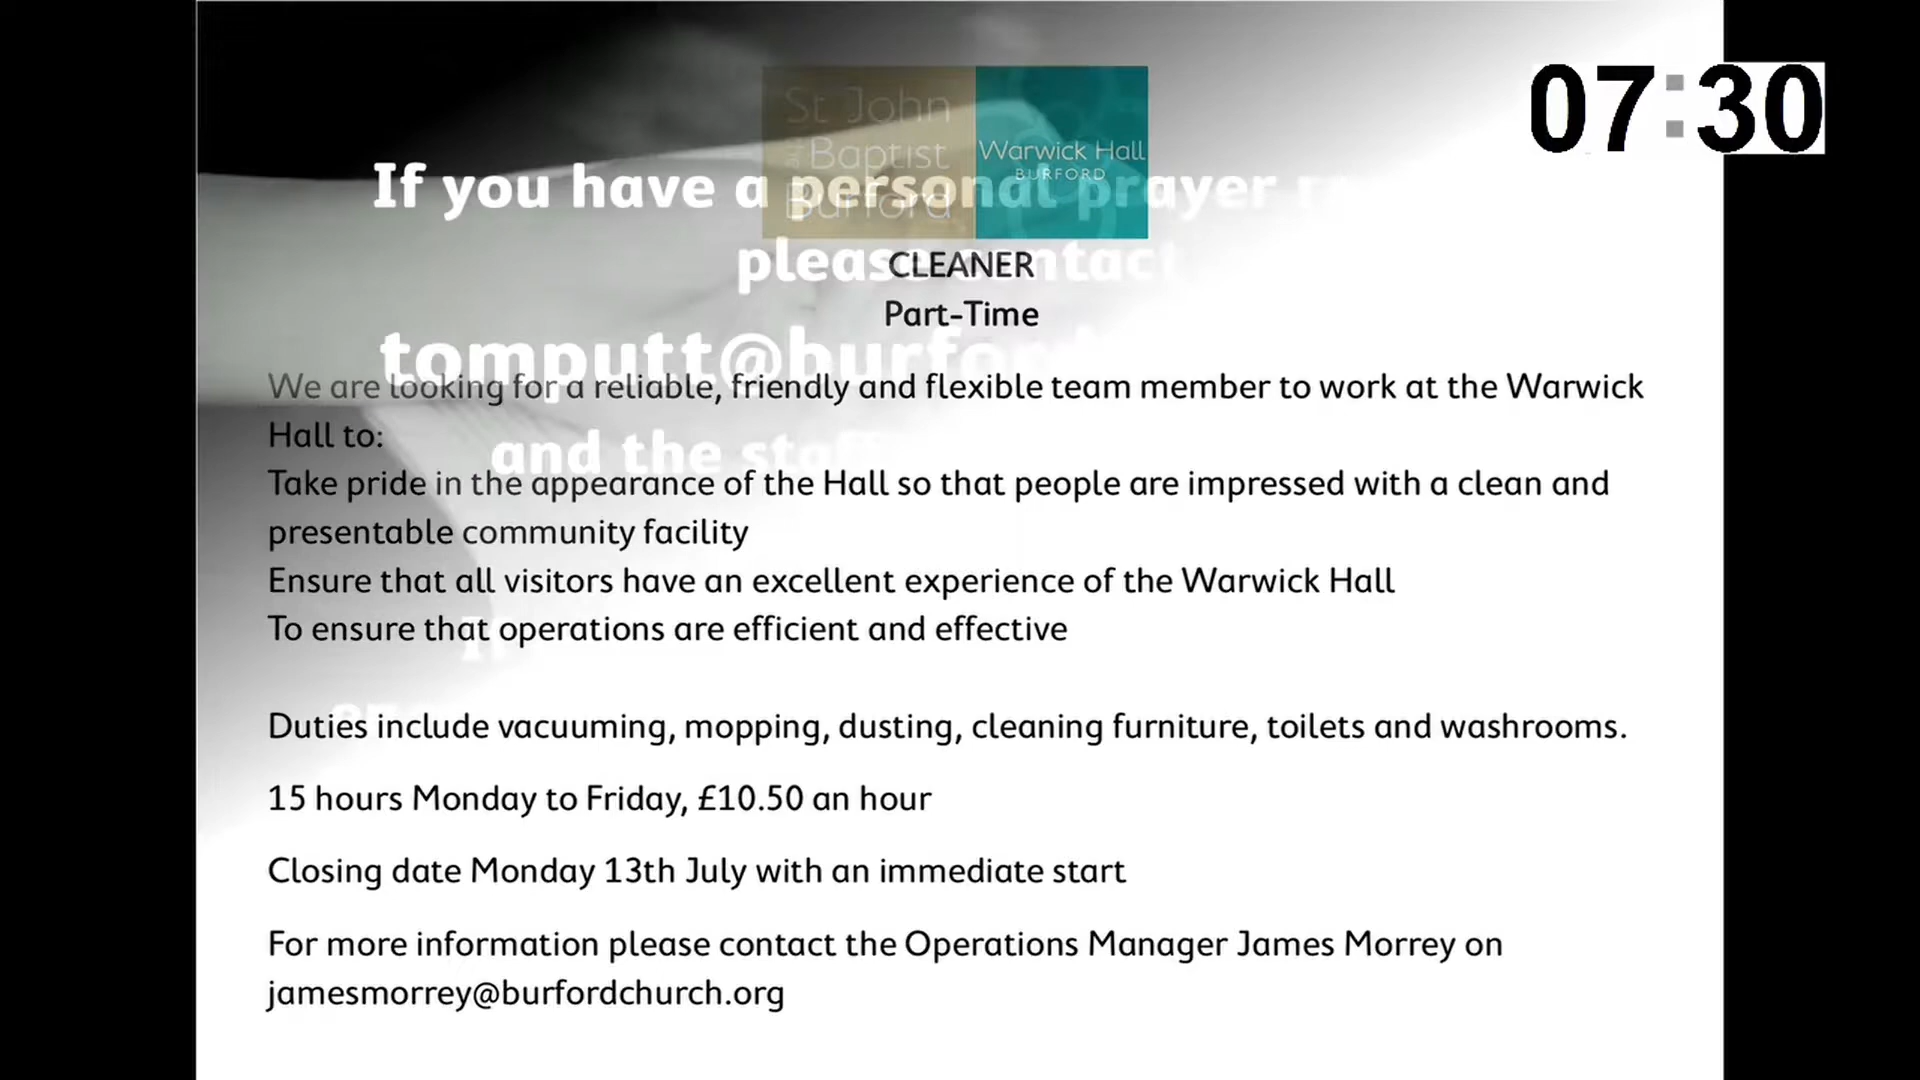 07:30
St John
the Baptist
Burford
Warwick Hall
BURFORD
If you have a personal prayer
please contact
CLEANER
Part-Time
We are looking for a reliable, friendly and flexible team member to work at the Warwick
Hall to:
and the staff
Take pride in the appearance of the Hall so that people are impressed with a clean and
presentable community facility
Ensure that all visitors have an excellent experience of the Warwick Hall
To ensure that operations are efficient and effective
Duties include vacuuming, mopping, dusting, cleaning furniture, toilets and washrooms.
15 hours Monday to Friday, £10.50 an hour
Closing date Monday 13th July with an immediate start
For more information please contact the Operations Manager James Morrey on
jamesmorrey@burfordchurch.org